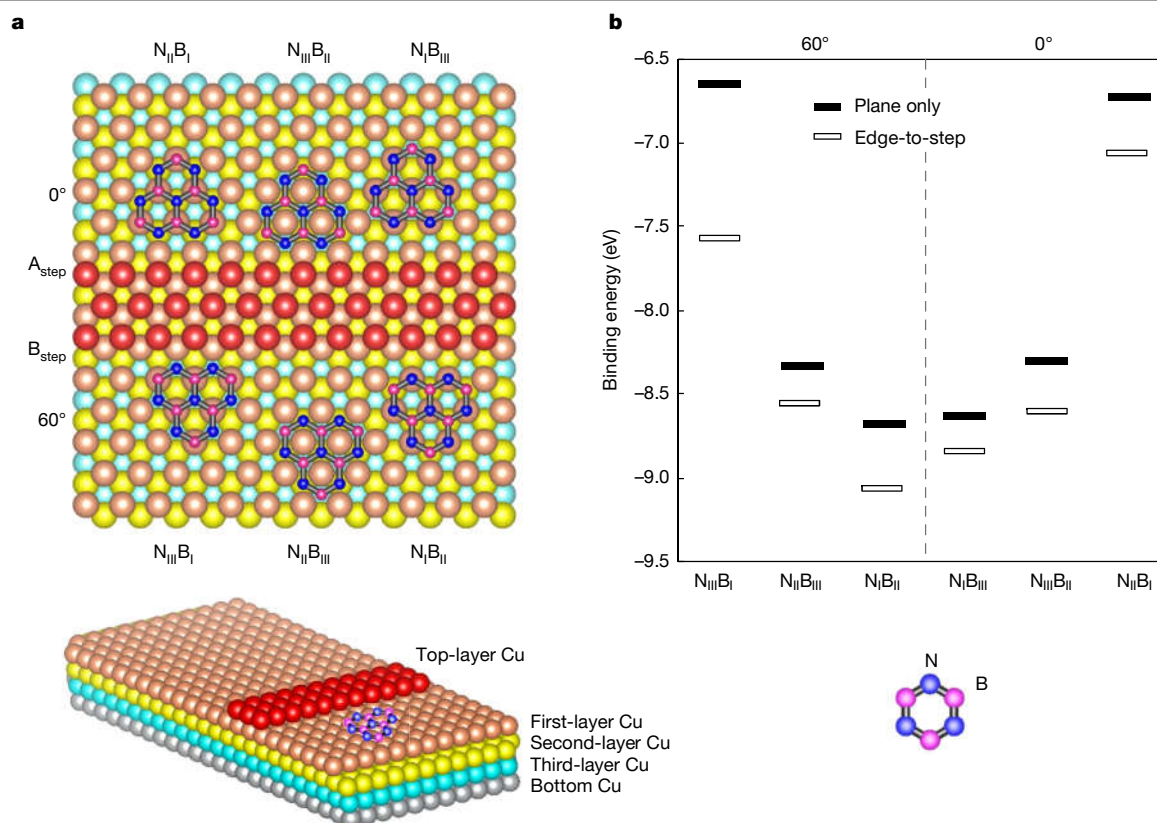 a
N_II B_I
N_III B_II
N_I B_III
0°
A_step
B_step
60°
N_III B_I
N_II B_III
N_I B_II
Top-layer Cu
First-layer Cu
Second-layer Cu
Third-layer Cu
Bottom Cu
b
60°
0°
Binding energy (eV)
–6.5
–7.0
–7.5
–8.0
–8.5
–9.0
–9.5
Plane only
Edge-to-step
N_III B_I
N_II B_III
N_I B_II
N_I B_III
N_III B_II
N_II B_I
N
B